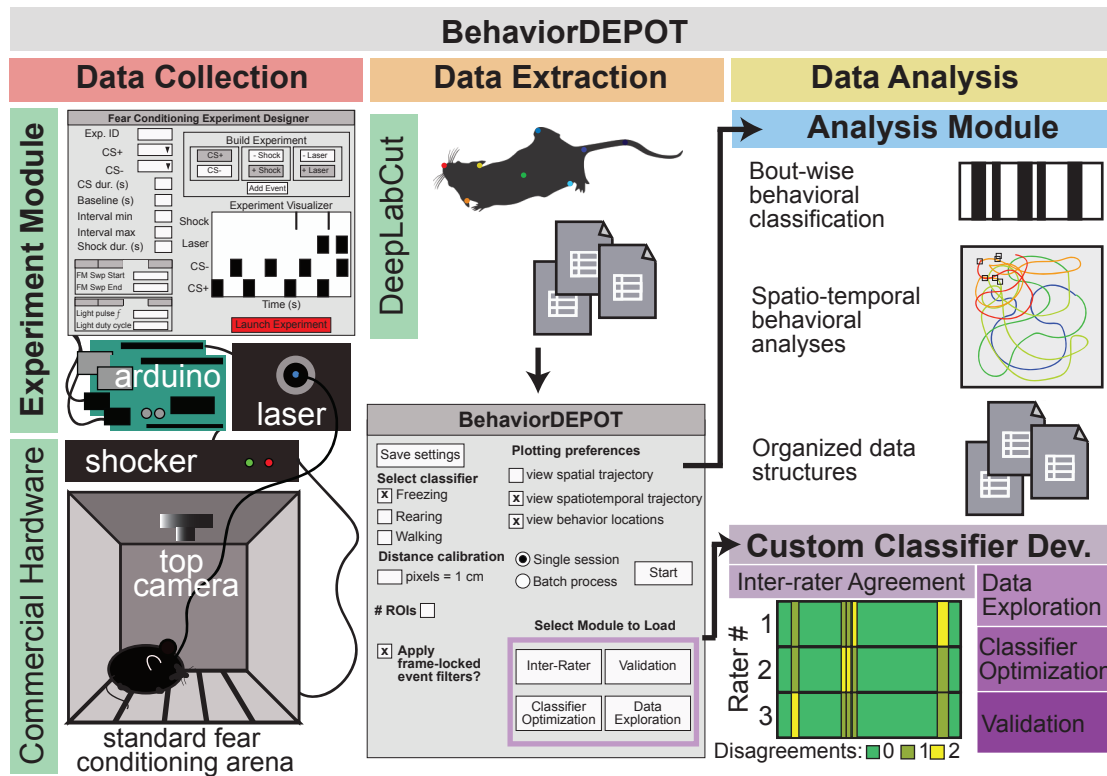 BehaviorDEPOT
Data Collection
Experiment Module
Fear Conditioning Experiment Designer
Exp. ID
CS+
CS-
CS dur. (s)
Baseline (s)
Interval min
Interval max
Shock dur. (s)
FM Swp Start
FM Swp End
Light pulse f
Light duty cycle
Build Experiment
CS+
- Shock
- Laser
CS-
+ Shock
+ Laser
Add Event
Experiment Visualizer
Shock
Laser
CS-
CS+
Time (s)
Launch Experiment
arduino
laser
Commercial Hardware
shocker
top
camera
standard fear
conditioning arena
Data Extraction
DeepLabCut
BehaviorDEPOT
Save settings
Select classifier
x Freezing
Rearing
Walking
Distance calibration
pixels = 1 cm
# ROIs
x Apply
frame-locked
event filters?
Plotting preferences
view spatial trajectory
x view spatiotemporal trajectory
x view behavior locations
Single session
Batch process
Start
Select Module to Load
Inter-Rater
Validation
Classifier
Optimization
Data
Exploration
Data Analysis
Analysis Module
Bout-wise
behavioral
classification
Spatio-temporal
behavioral
analyses
Organized data
structures
Custom Classifier Dev.
Inter-rater Agreement
Rater #
1
2
3
Disagreements: 0 1 2
Data
Exploration
Classifier
Optimization
Validation